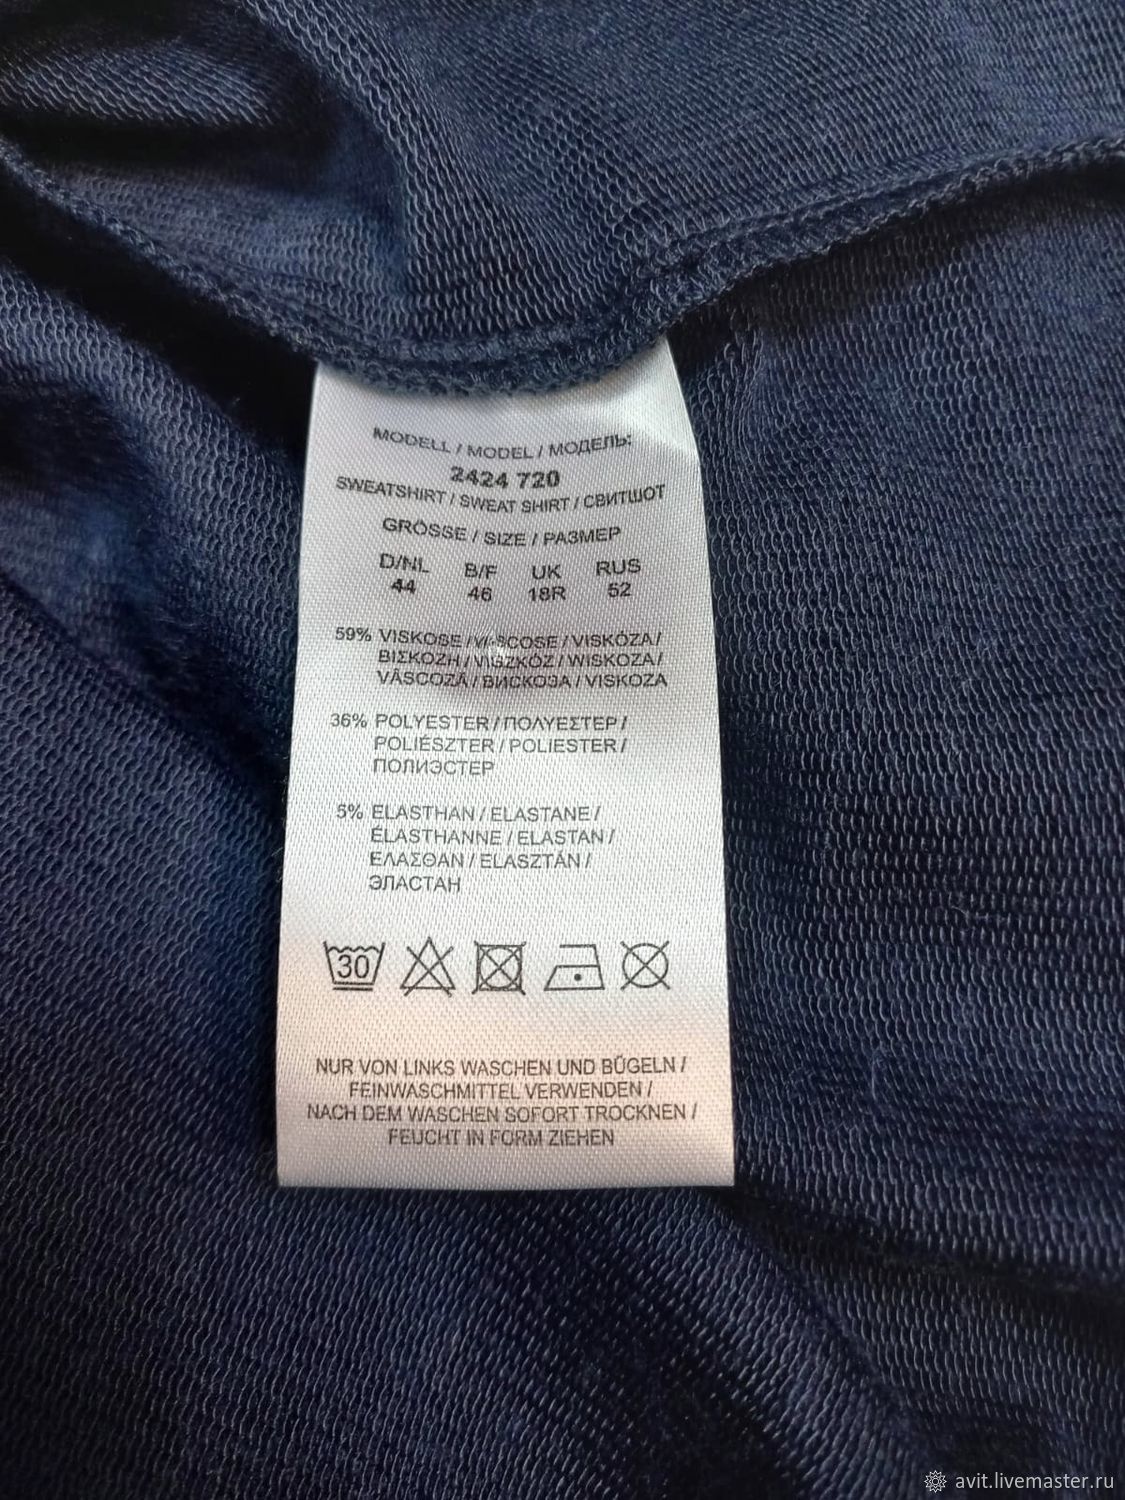 MODELL / MODEL / МОДЕЛЬ:
2424 720
SWEATSHIRT / SWEAT SHIRT / СВИТШОТ
GRÖSSE / SIZE / РАЗМЕР
D/NL B/F UK RUS
44 46 18R 52
59% VISKOSE / VISCOSE / VISKÓZA /
ΒΙΣΚΟΖΗ / VISZKÓZ / WISKOZA /
VÂSCOZĂ / ВИСКОЗА / VISKOZA
36% POLYESTER / ΠΟΛΥΕΣΤΕΡ /
POLIÉSZTER / POLIESTER /
ПОЛИЭСТЕР
5% ELASTHAN / ELASTANE /
ÉLASTHANNE / ELASTAN /
ΕΛΑΣΘΑΝ / ELASZTÁN /
ЭЛАСТАН
30
NUR VON LINKS WASCHEN UND BÜGELN /
FEINWASCHMITTEL VERWENDEN /
NACH DEM WASCHEN SOFORT TROCKNEN /
FEUCHT IN FORM ZIEHEN
avit.livemaster.ru